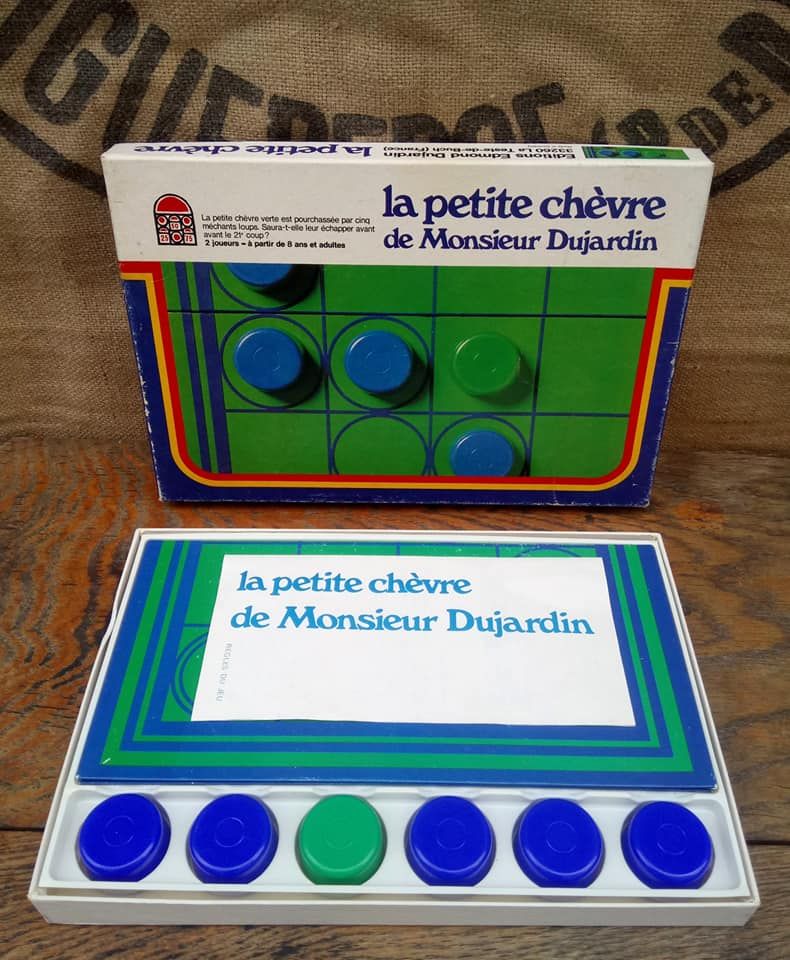 la petite chèvre
Editions Edmond Dujardin
33260 La Teste-de-Buch (France)
la petite chèvre
de Monsieur Dujardin
La petite chèvre verte est pourchassée par cinq
méchants loups. Saura-t-elle leur échapper avant
avant le 21e coup ?
2 joueurs – à partir de 8 ans et adultes
la petite chèvre
de Monsieur Dujardin
REGLES DU JEU